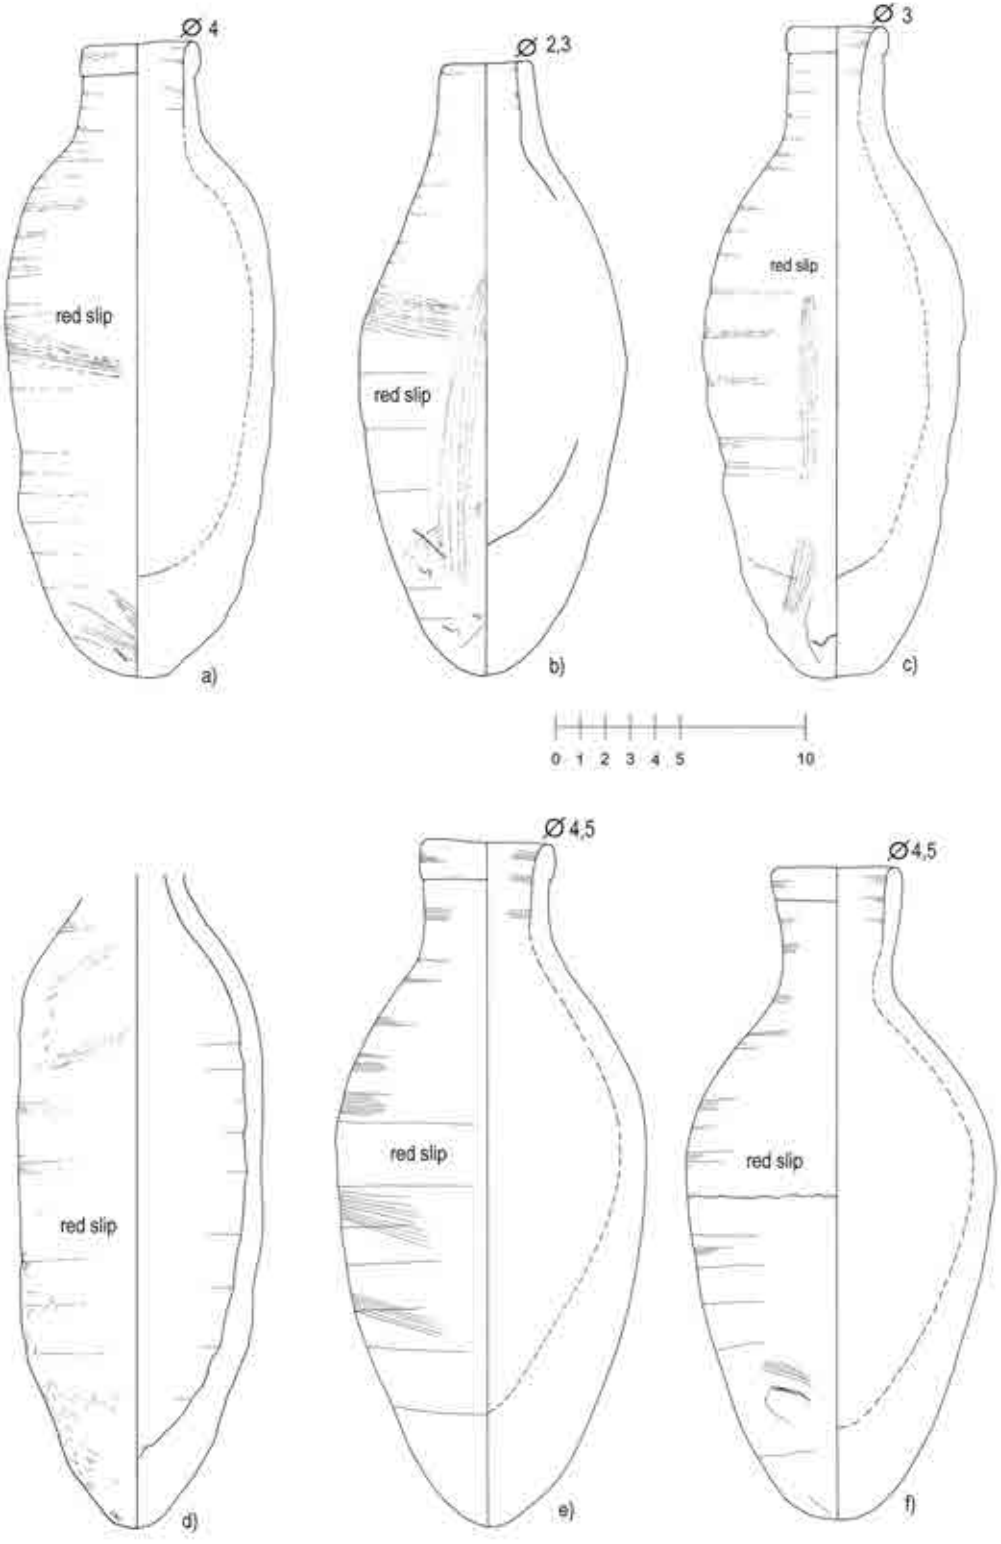 Ø 4
Ø 2,3
Ø 3
red slip
red slip
red slip
a)
b)
c)
0 1 2 3 4 5 10
Ø 4,5
Ø 4,5
red slip
red slip
red slip
d)
e)
f)